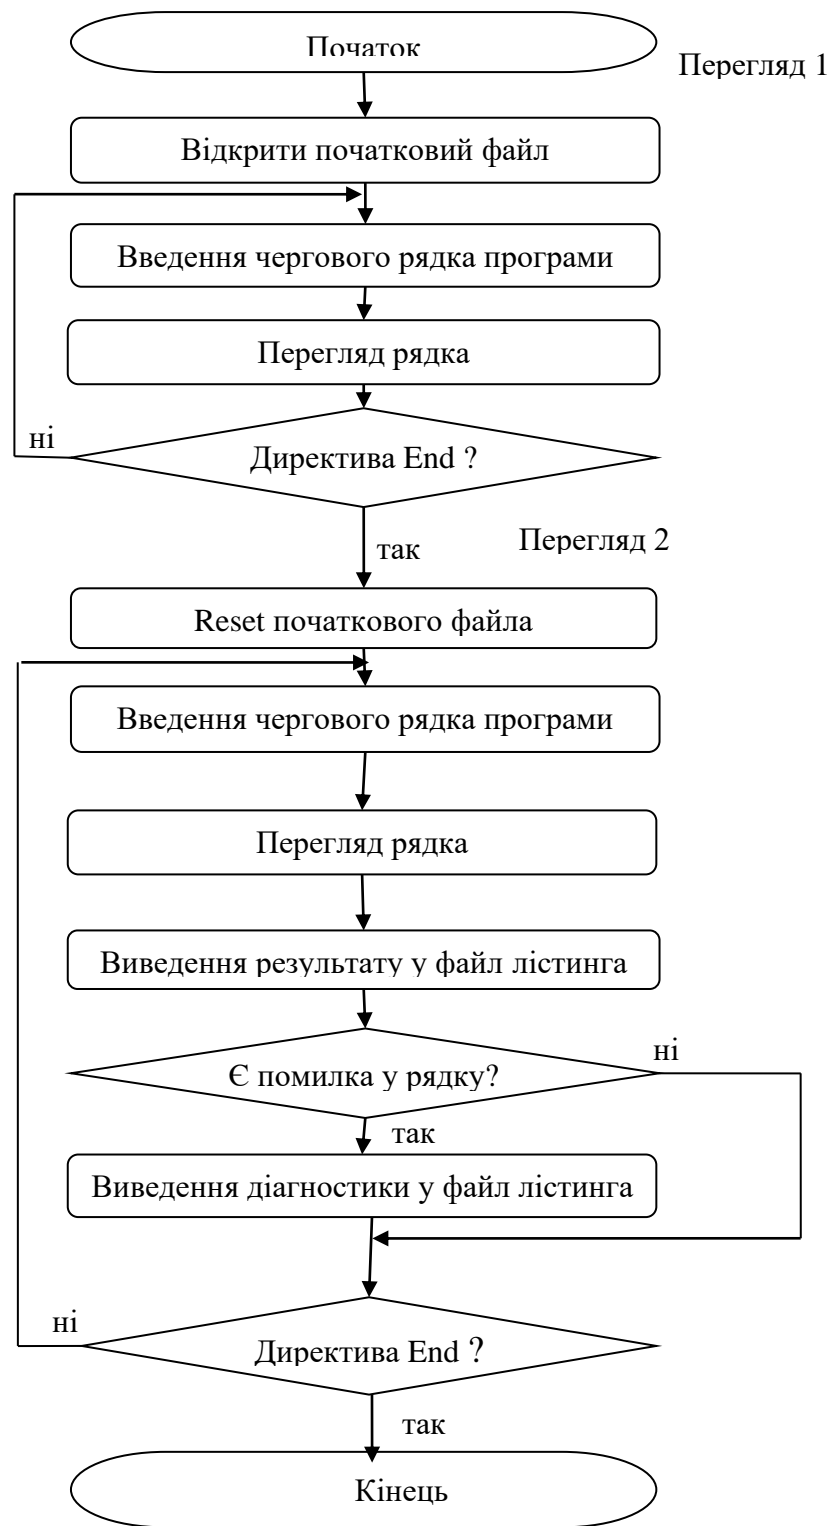 Початок
Перегляд 1
Відкрити початковий файл
Введення чергового рядка програми
Перегляд рядка
ні
Директива End ?
так
Перегляд 2
Reset початкового файла
Введення чергового рядка програми
Перегляд рядка
Виведення результату у файл лістинга
ні
Є помилка у рядку?
так
Виведення діагностики у файл лістинга
ні
Директива End ?
так
Кінець